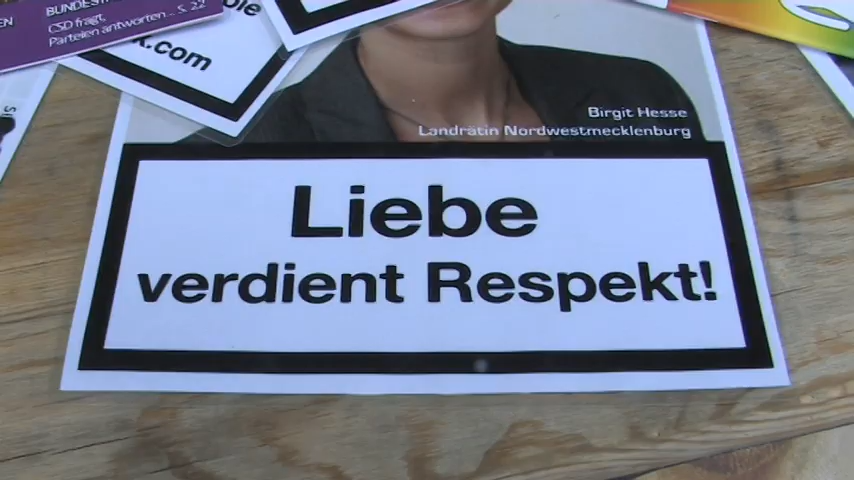 CSD fragt,
Parteien antworten... S. 22
k.com
Birgit Hesse
Landrätin Nordwestmecklenburg
Liebe
verdient Respekt!